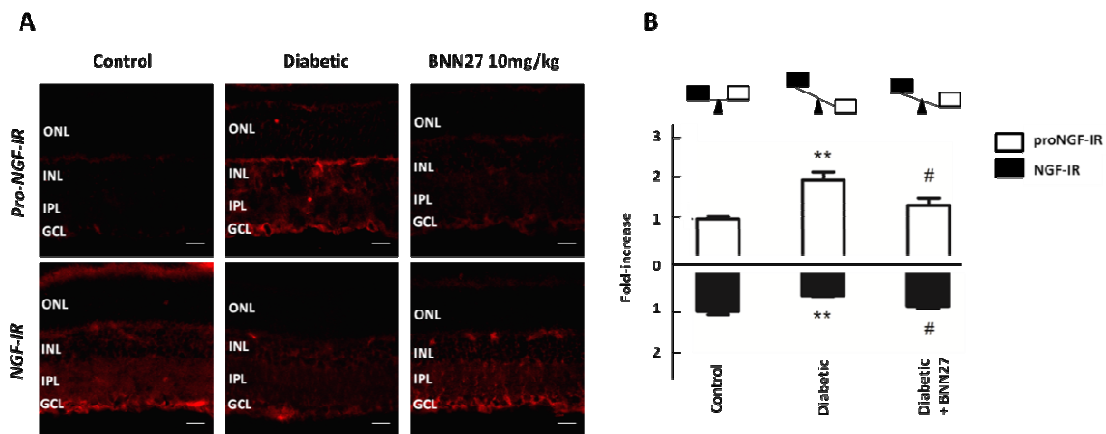 A
Control
Diabetic
BNN27 10mg/kg
Pro-NGF-IR
ONL
INL
IPL
GCL
ONL
INL
IPL
GCL
ONL
INL
IPL
GCL
NGF-IR
ONL
INL
IPL
GCL
ONL
INL
IPL
GCL
ONL
INL
IPL
GCL
B
Fold-increase
3
2
1
0
1
2
**
#
**
#
Control
Diabetic
Diabetic
+ BNN27
proNGF-IR
NGF-IR